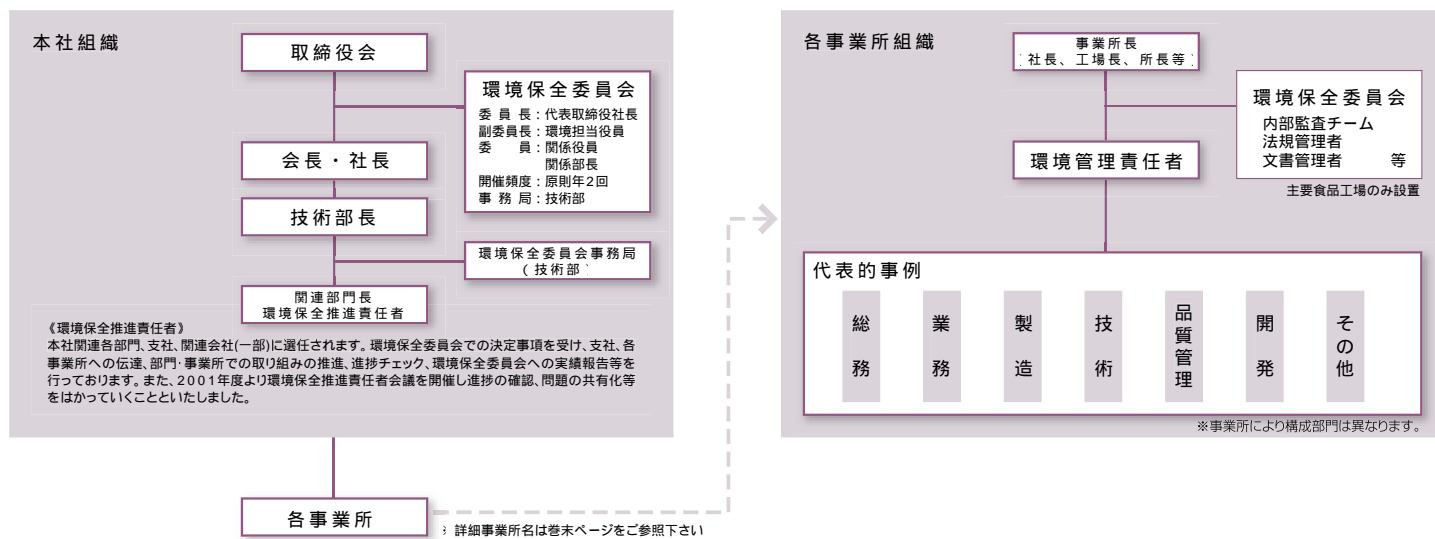 本社組織
取締役会
環境保全委員会
委員長：代表取締役社長
副委員長：環境担当役員
委　　員：関係役員
関係部長
開催頻度：原則年2回
事務局：技術部
会長・社長
技術部長
環境保全委員会事務局
（技術部）
関連部門長
環境保全推進責任者
《環境保全推進責任者》
本社関連各部門、支社、関連会社(一部)に選任されます。環境保全委員会での決定事項を受け、支社、各
事業所への伝達、部門・事業所での取り組みの推進、進捗チェック、環境保全委員会への実績報告等を
行っております。また、2001年度より環境保全推進責任者会議を開催し進捗の確認、問題の共有化等
をはかっていくことといたしました。
各事業所
詳細事業所名は巻末ページをご参照下さい
各事業所組織
事業所長
（社長、工場長、所長等）
環境保全委員会
内部監査チーム
法規管理者
文書管理者　等
主要食品工場のみ設置
環境管理責任者
代表的事例
総務
業務
製造
技術
品質管理
開発
その他
※事業所により構成部門は異なります。